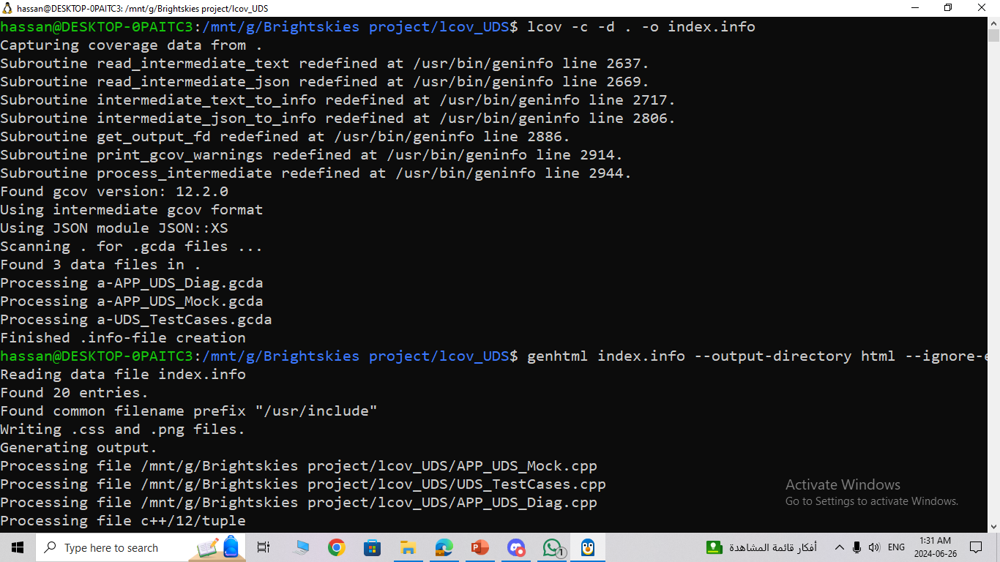 hassan@DESKTOP-0PAITC3: /mnt/g/Brightskies project/lcov_UDS
hassan@DESKTOP-0PAITC3:/mnt/g/Brightskies project/lcov_UDS$ lcov -c -d . -o index.info
Capturing coverage data from .
Subroutine read_intermediate_text redefined at /usr/bin/geninfo line 2637.
Subroutine read_intermediate_json redefined at /usr/bin/geninfo line 2669.
Subroutine intermediate_text_to_info redefined at /usr/bin/geninfo line 2717.
Subroutine intermediate_json_to_info redefined at /usr/bin/geninfo line 2806.
Subroutine get_output_fd redefined at /usr/bin/geninfo line 2886.
Subroutine print_gcov_warnings redefined at /usr/bin/geninfo line 2914.
Subroutine process_intermediate redefined at /usr/bin/geninfo line 2944.
Found gcov version: 12.2.0
Using intermediate gcov format
Using JSON module JSON::XS
Scanning . for .gcda files ...
Found 3 data files in .
Processing a-APP_UDS_Diag.gcda
Processing a-APP_UDS_Mock.gcda
Processing a-UDS_TestCases.gcda
Finished .info-file creation
hassan@DESKTOP-0PAITC3:/mnt/g/Brightskies project/lcov_UDS$ genhtml index.info --output-directory html --ignore-e
Reading data file index.info
Found 20 entries.
Found common filename prefix "/usr/include"
Writing .css and .png files.
Generating output.
Processing file /mnt/g/Brightskies project/lcov_UDS/APP_UDS_Mock.cpp
Processing file /mnt/g/Brightskies project/lcov_UDS/UDS_TestCases.cpp
Processing file /mnt/g/Brightskies project/lcov_UDS/APP_UDS_Diag.cpp
Processing file c++/12/tuple
Activate Windows
Go to Settings to activate Windows.
Type here to search
1
أفكار قائمة المشاهدة
ENG
1:31 AM
2024-06-26